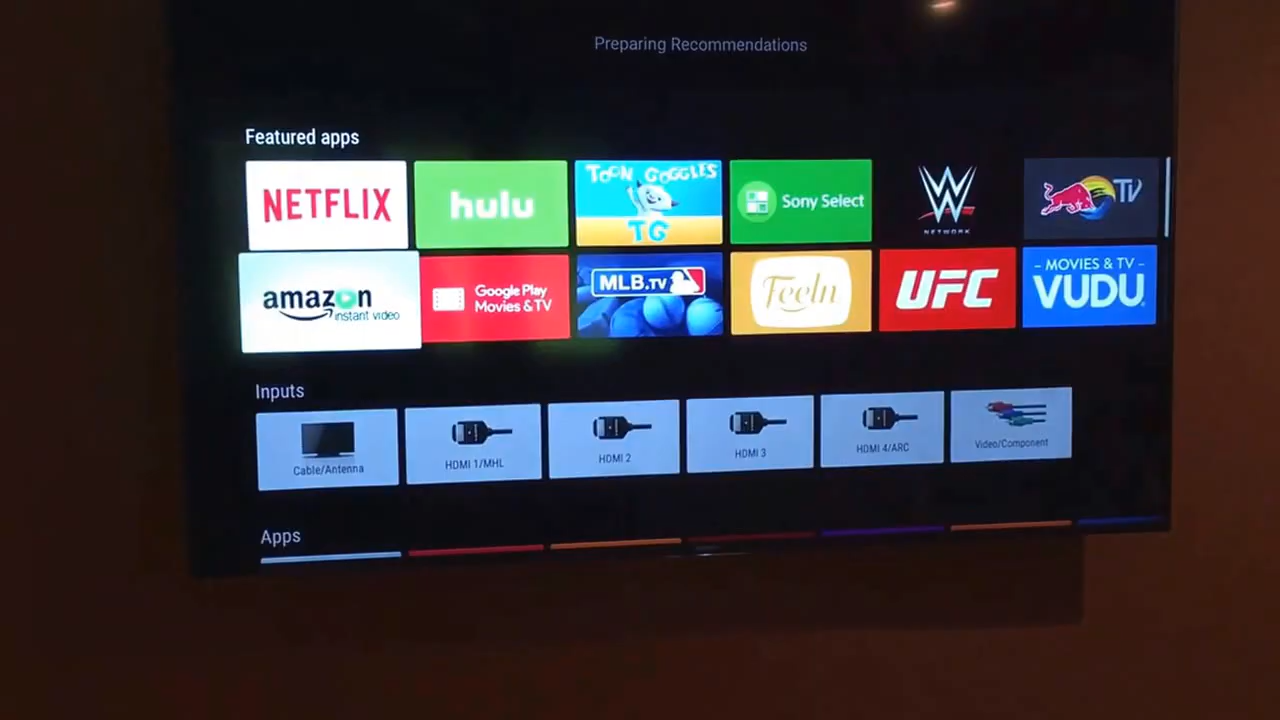 Preparing Recommendations
Featured apps
NETFLIX
hulu
TOON GOGGLES
TG
Sony Select
W
NETWORK
TV
amazon
instant video
Google Play
Movies & TV
MLB.TV
Feeln
UFC
- MOVIES & TV -
VUDU
Inputs
Cable/Antenna
HDMI 1/MHL
HDMI 2
HDMI 3
HDMI 4/ARC
Video/Component
Apps